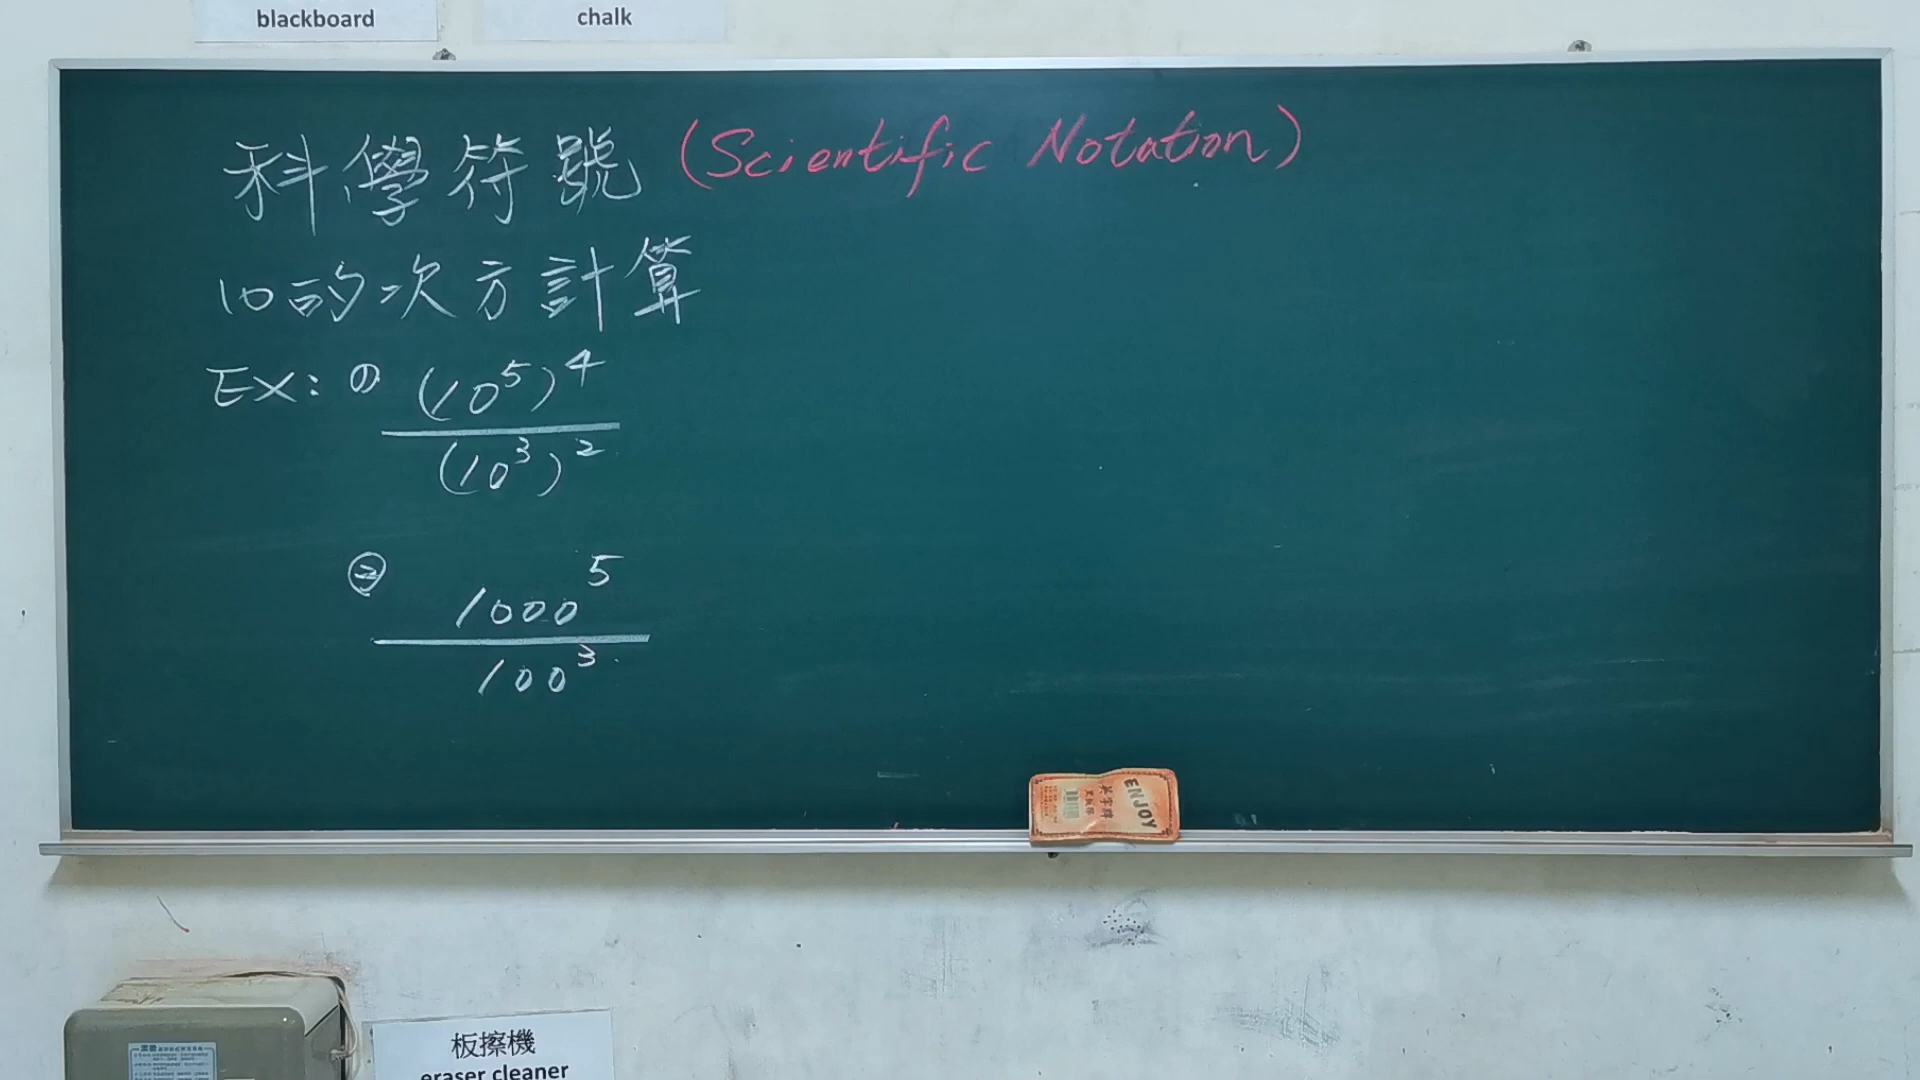 blackboard
chalk
科學符號 (Scientific Notation)
10的次方計算
EX: ① (10⁵)⁴
(10³)²
② 1000⁵
100³
ENJOY
板擦機
eraser cleaner